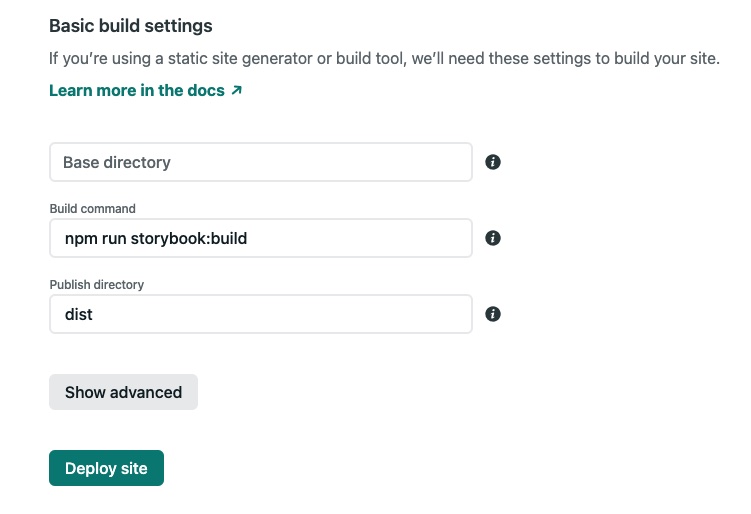 Basic build settings
If you’re using a static site generator or build tool, we’ll need these settings to build your site.
Learn more in the docs ↗
Base directory
Build command
npm run storybook:build
Publish directory
dist
Show advanced
Deploy site